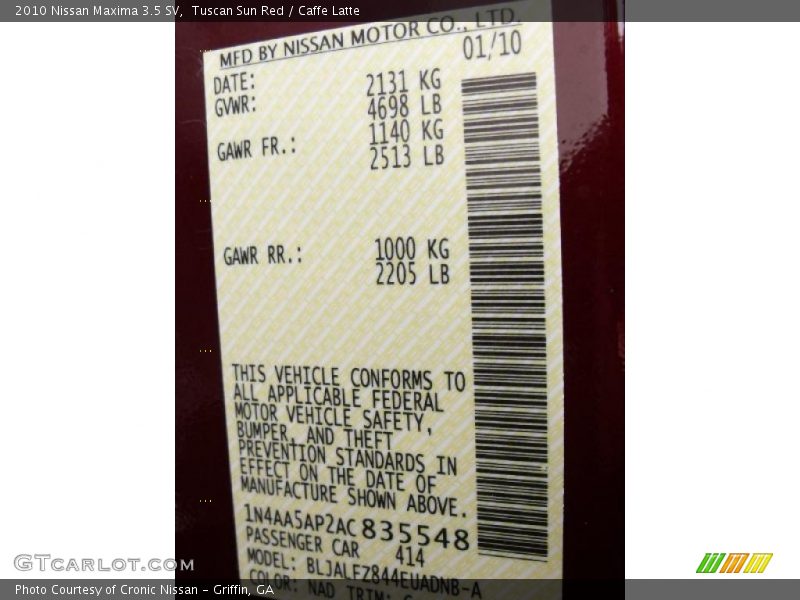 2010 Nissan Maxima 3.5 SV, Tuscan Sun Red / Caffe Latte
MFD BY NISSAN MOTOR CO., LTD.
DATE: 01/10
GVWR: 2131 KG
4698 LB
GAWR FR.: 1140 KG
2513 LB
GAWR RR.: 1000 KG
2205 LB
THIS VEHICLE CONFORMS TO
ALL APPLICABLE FEDERAL
MOTOR VEHICLE SAFETY,
BUMPER, AND THEFT
PREVENTION STANDARDS IN
EFFECT ON THE DATE OF
MANUFACTURE SHOWN ABOVE.
1N4AA5AP2AC835548
PASSENGER CAR 414
MODEL: BLJALFZ844EUADNB-A
COLOR: NAD TRIM:
GTCarLot.com
Photo Courtesy of Cronic Nissan - Griffin, GA